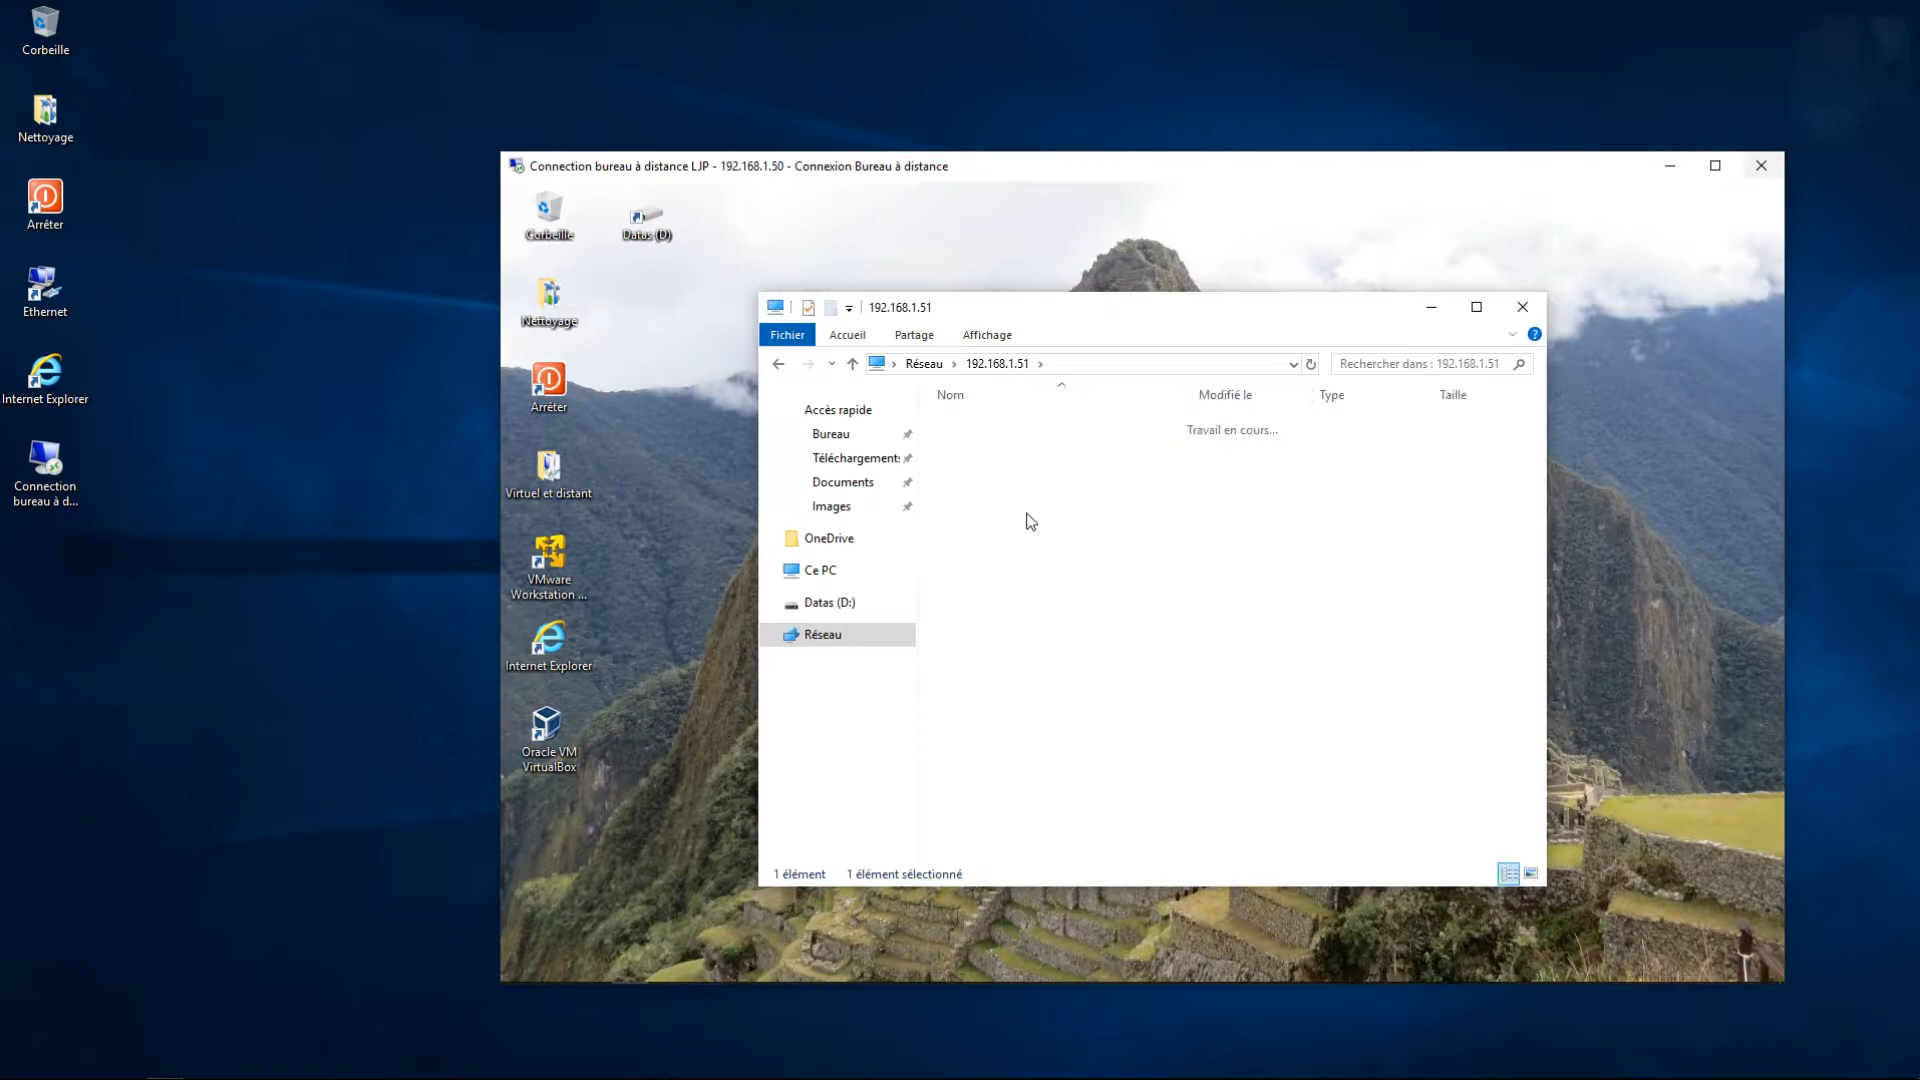 Corbeille
Nettoyage
Arrêter
Ethernet
Internet Explorer
Connection
bureau à d...
Connection bureau à distance LJP - 192.168.1.50 - Connexion Bureau à distance
Corbeille
Datas (D)
Nettoyage
Arrêter
Virtuel et distant
VMware
Workstation ...
Internet Explorer
Oracle VM
VirtualBox
192.168.1.51
Fichier
Accueil
Partage
Affichage
Réseau
192.168.1.51
Rechercher dans : 192.168.1.51
Nom
Modifié le
Type
Taille
Travail en cours...
Accès rapide
Bureau
Téléchargements
Documents
Images
OneDrive
Ce PC
Datas (D:)
Réseau
1 élément
1 élément sélectionné